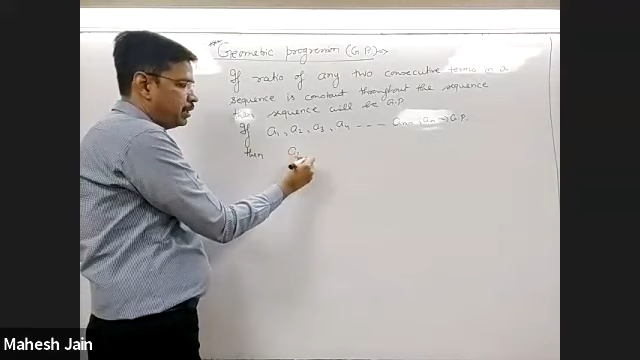 Geometric progression (G.P.)
If ratio of any two consecutive terms in a
sequence is constant throughout the sequence
then sequence will be G.P.
If a₁, a₂, a₃, a₄ --- aₙ₋₁, aₙ → G.P.
then a₂
Mahesh Jain